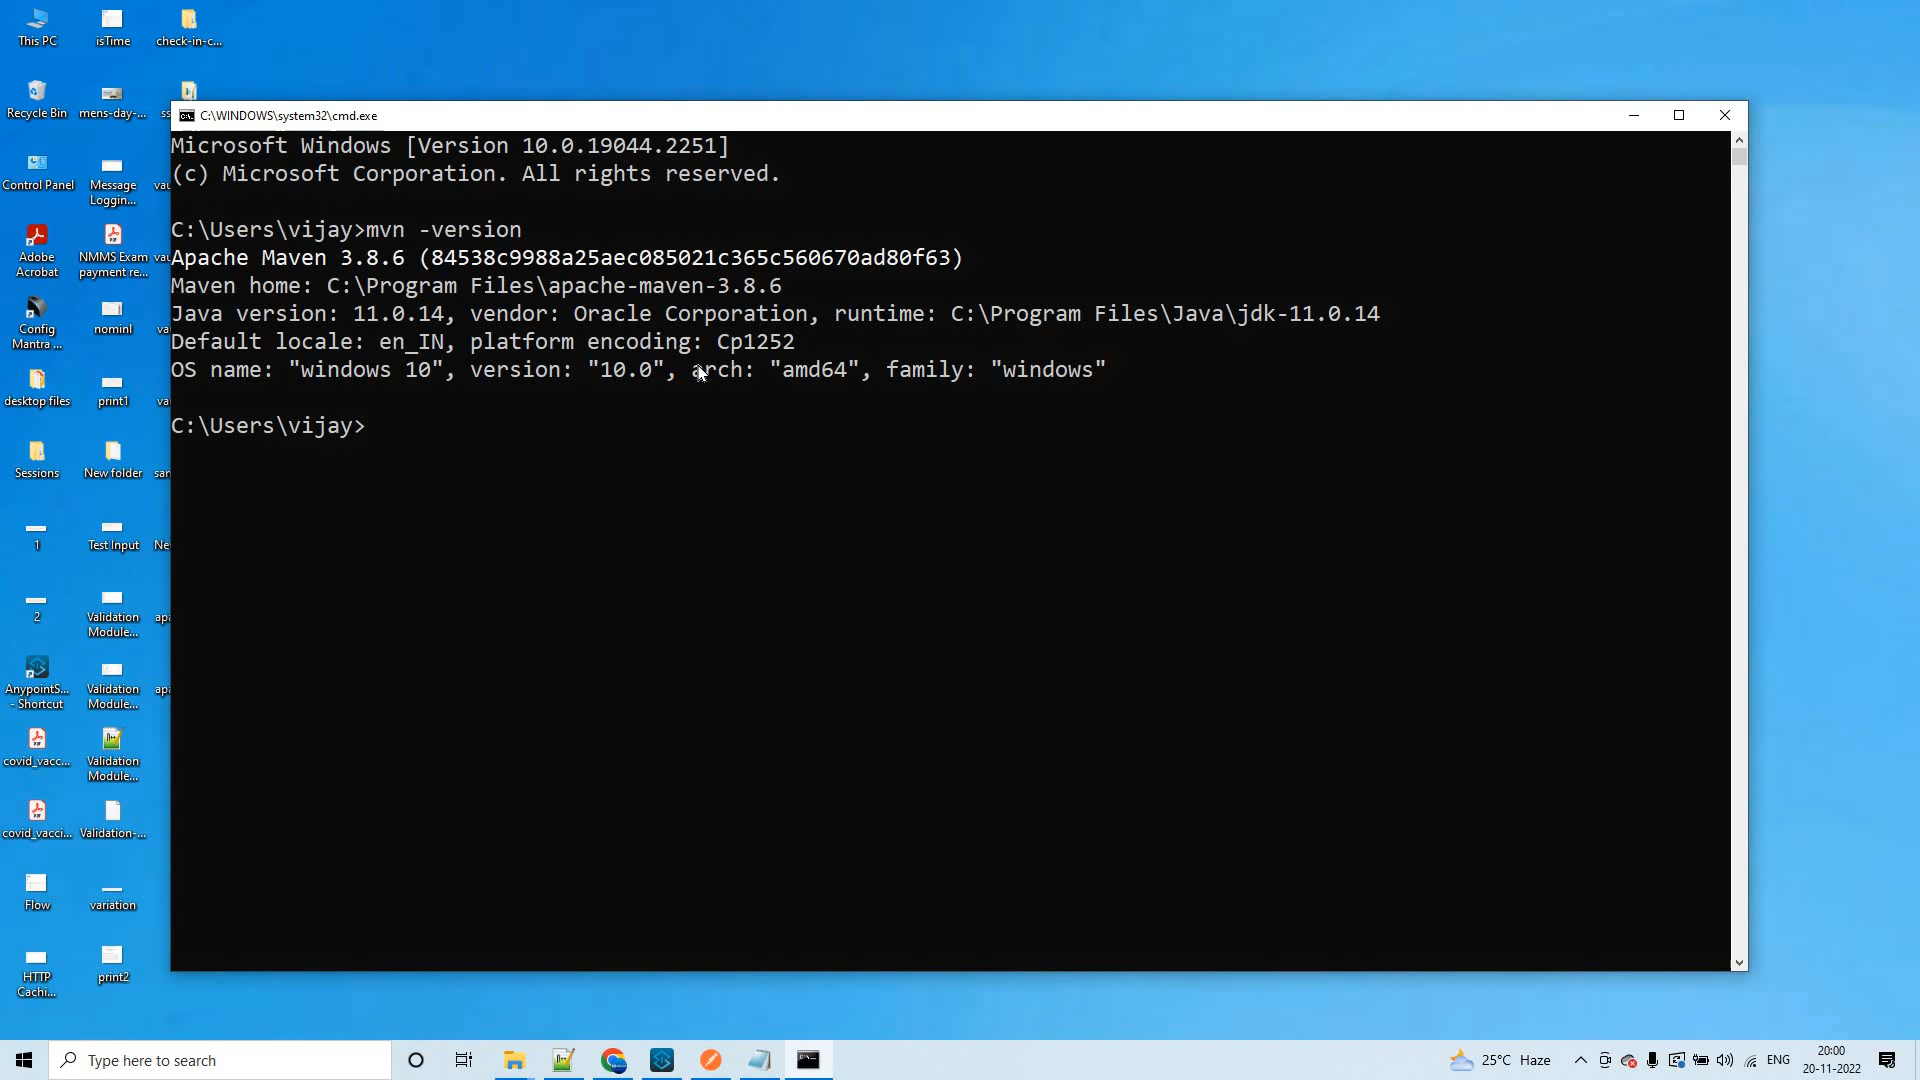 This PC
isTime
check-in-c...
Recycle Bin
mens-day-...
Control Panel
Message
Loggin...
Adobe
Acrobat
NMMS Exam
payment re...
Config
Mantra ...
nominl
desktop files
print1
Sessions
New folder
1
Test Input
2
Validation
Module...
AnypointS...
- Shortcut
Validation
Module...
covid_vacc...
Validation
Module...
covid_vacci...
Validation-...
Flow
variation
HTTP
Cachi...
print2
C:\WINDOWS\system32\cmd.exe
Microsoft Windows [Version 10.0.19044.2251]
(c) Microsoft Corporation. All rights reserved.
C:\Users\vijay>mvn -version
Apache Maven 3.8.6 (84538c9988a25aec085021c365c560670ad80f63)
Maven home: C:\Program Files\apache-maven-3.8.6
Java version: 11.0.14, vendor: Oracle Corporation, runtime: C:\Program Files\Java\jdk-11.0.14
Default locale: en_IN, platform encoding: Cp1252
OS name: "windows 10", version: "10.0", arch: "amd64", family: "windows"
C:\Users\vijay>
Type here to search
25°C Haze
ENG
20:00
20-11-2022